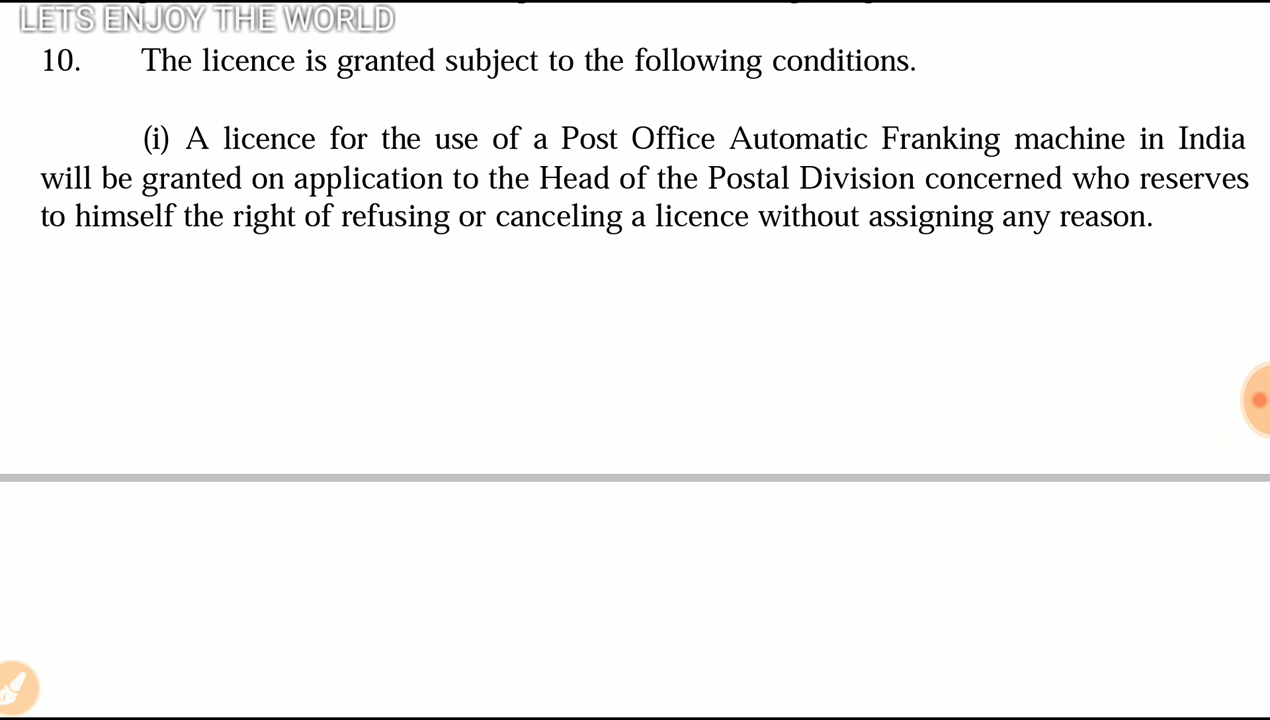 LETS ENJOY THE WORLD
10. The licence is granted subject to the following conditions.
(i) A licence for the use of a Post Office Automatic Franking machine in India
will be granted on application to the Head of the Postal Division concerned who reserves
to himself the right of refusing or canceling a licence without assigning any reason.